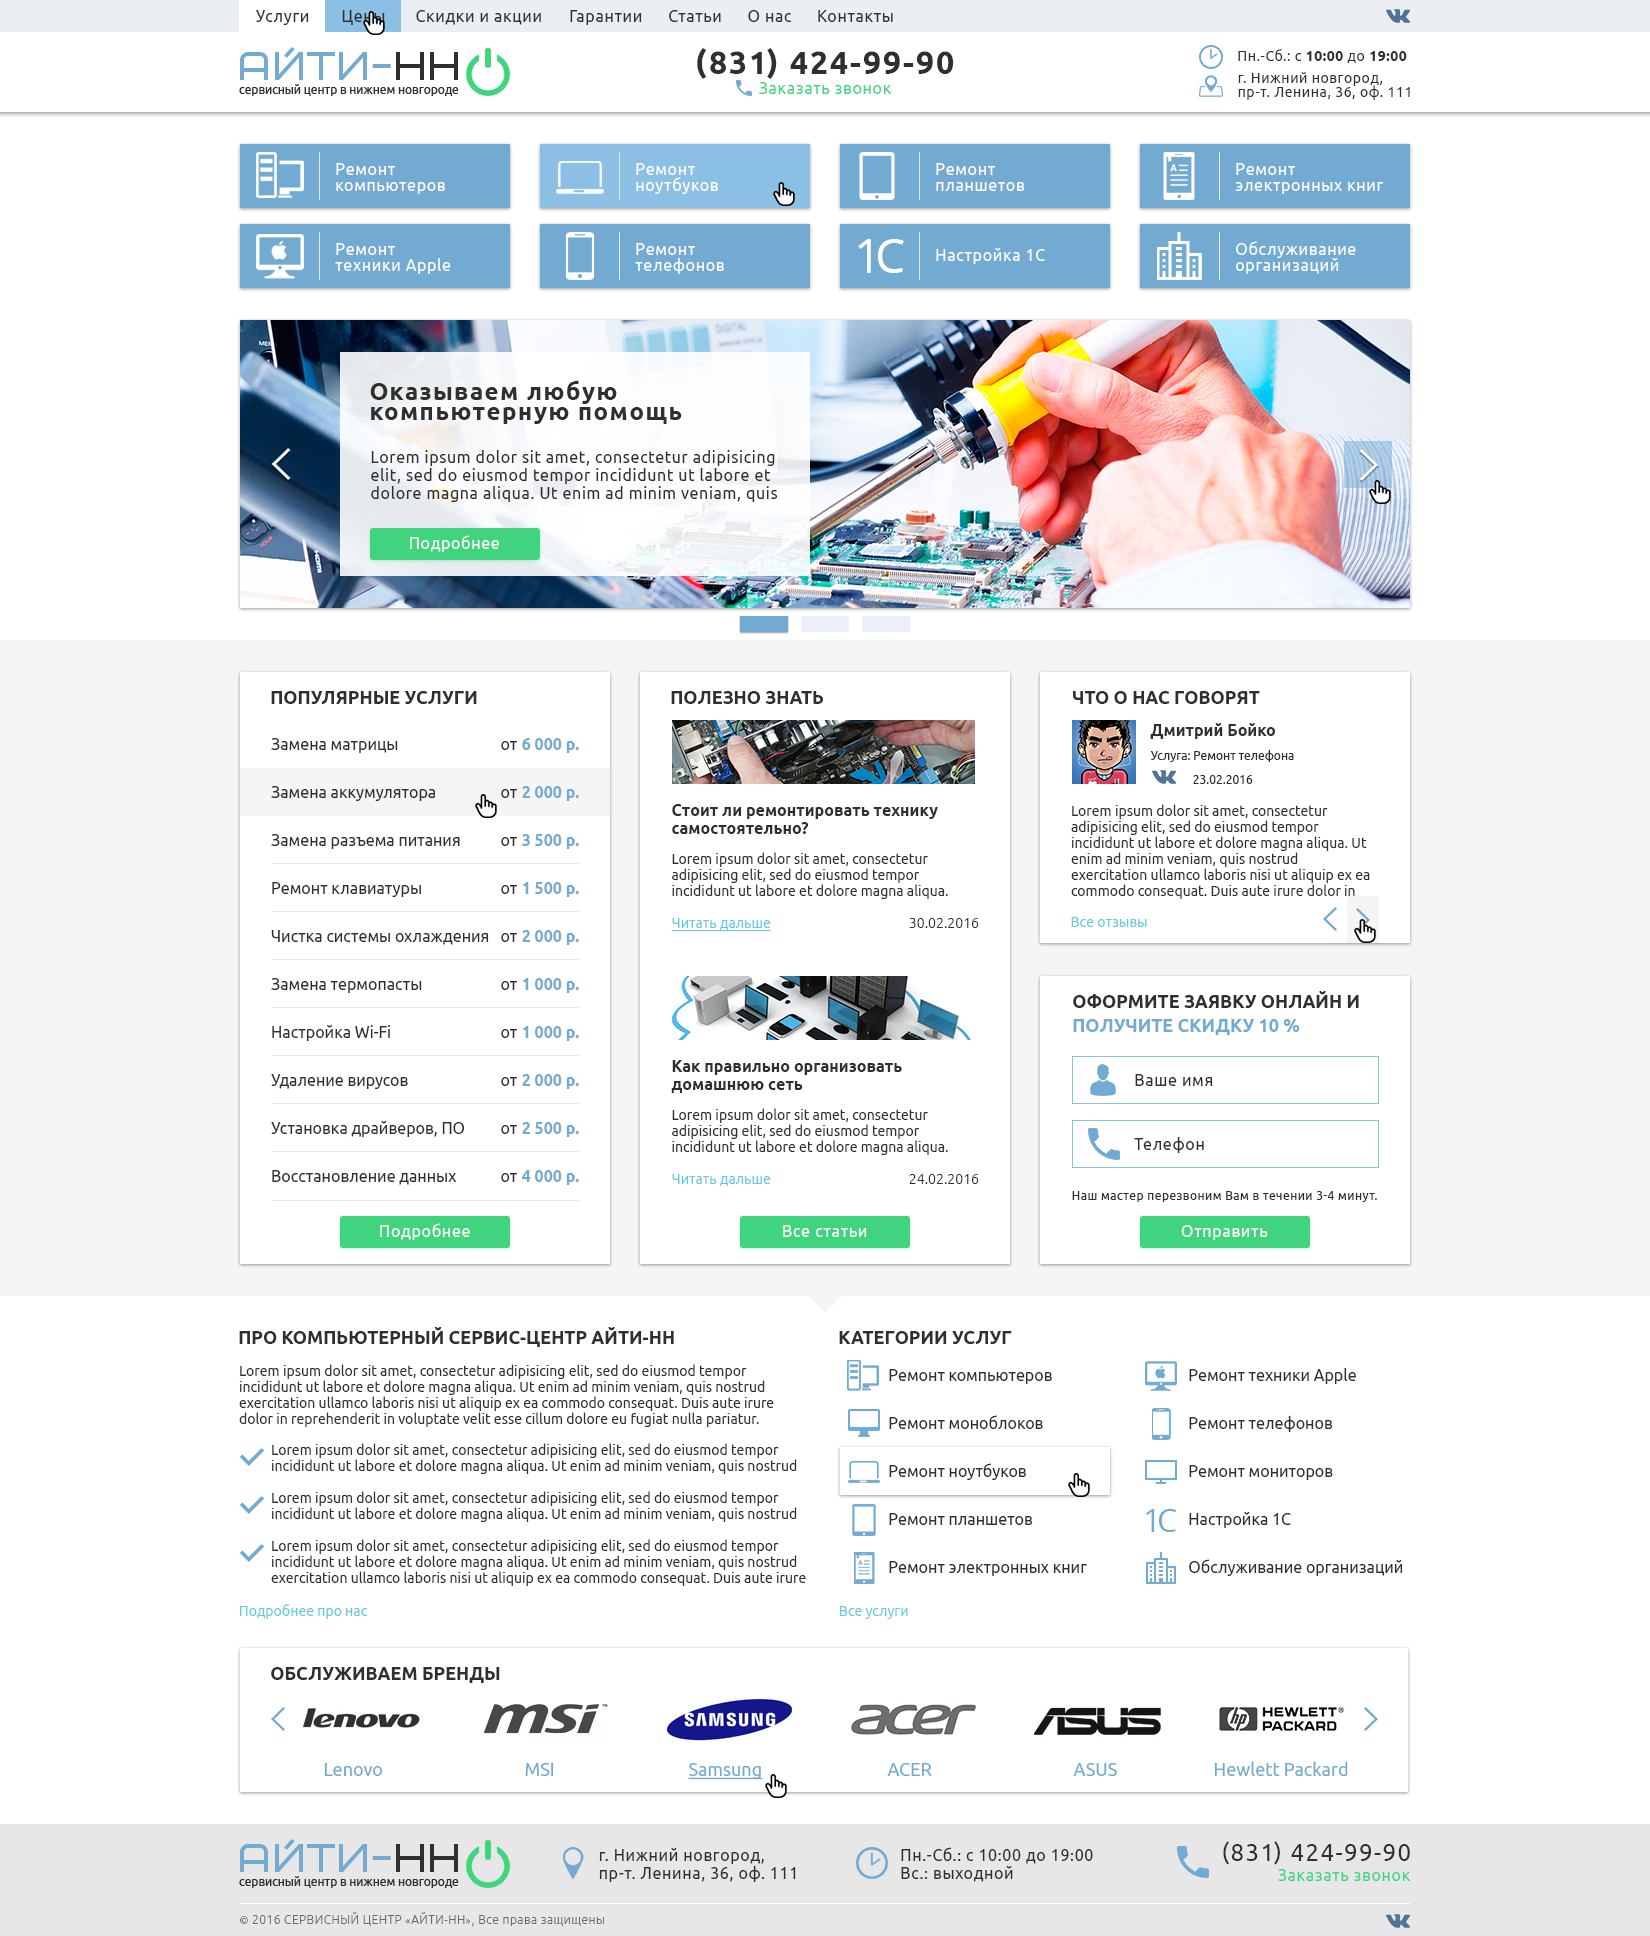 Услуги
Цены
Скидки и акции
Гарантии
Статьи
О нас
Контакты
АЙТИ-НН
сервисный центр в нижнем новгороде
(831) 424-99-90
Заказать звонок
Пн.-Сб.: с 10:00 до 19:00
г. Нижний новгород,
пр-т. Ленина, 36, оф. 111
Ремонт
компьютеров
Ремонт
ноутбуков
Ремонт
планшетов
Ремонт
электронных книг
Ремонт
техники Apple
Ремонт
телефонов
1С
Настройка 1С
Обслуживание
организаций
Оказываем любую
компьютерную помощь
Lorem ipsum dolor sit amet, consectetur adipisicing
elit, sed do eiusmod tempor incididunt ut labore et
dolore magna aliqua. Ut enim ad minim veniam, quis
Подробнее
ПОПУЛЯРНЫЕ УСЛУГИ
Замена матрицы от 6 000 р.
Замена аккумулятора от 2 000 р.
Замена разъема питания от 3 500 р.
Ремонт клавиатуры от 1 500 р.
Чистка системы охлаждения от 2 000 р.
Замена термопасты от 1 000 р.
Настройка Wi-Fi от 1 000 р.
Удаление вирусов от 2 000 р.
Установка драйверов, ПО от 2 500 р.
Восстановление данных от 4 000 р.
Подробнее
ПОЛЕЗНО ЗНАТЬ
Стоит ли ремонтировать технику
самостоятельно?
Lorem ipsum dolor sit amet, consectetur
adipisicing elit, sed do eiusmod tempor
incididunt ut labore et dolore magna aliqua.
Читать дальше 30.02.2016
Как правильно организовать
домашнюю сеть
Lorem ipsum dolor sit amet, consectetur
adipisicing elit, sed do eiusmod tempor
incididunt ut labore et dolore magna aliqua.
Читать дальше 24.02.2016
Все статьи
ЧТО О НАС ГОВОРЯТ
Дмитрий Бойко
Услуга: Ремонт телефона
23.02.2016
Lorem ipsum dolor sit amet, consectetur
adipisicing elit, sed do eiusmod tempor
incididunt ut labore et dolore magna aliqua. Ut
enim ad minim veniam, quis nostrud
exercitation ullamco laboris nisi ut aliquip ex ea
commodo consequat. Duis aute irure dolor in
Все отзывы
ОФОРМИТЕ ЗАЯВКУ ОНЛАЙН И
ПОЛУЧИТЕ СКИДКУ 10 %
Ваше имя
Телефон
Наш мастер перезвоним Вам в течении 3-4 минут.
Отправить
ПРО КОМПЬЮТЕРНЫЙ СЕРВИС-ЦЕНТР АЙТИ-НН
Lorem ipsum dolor sit amet, consectetur adipisicing elit, sed do eiusmod tempor
incididunt ut labore et dolore magna aliqua. Ut enim ad minim veniam, quis nostrud
exercitation ullamco laboris nisi ut aliquip ex ea commodo consequat. Duis aute irure
dolor in reprehenderit in voluptate velit esse cillum dolore eu fugiat nulla pariatur.
Lorem ipsum dolor sit amet, consectetur adipisicing elit, sed do eiusmod tempor
incididunt ut labore et dolore magna aliqua. Ut enim ad minim veniam, quis nostrud
Lorem ipsum dolor sit amet, consectetur adipisicing elit, sed do eiusmod tempor
incididunt ut labore et dolore magna aliqua. Ut enim ad minim veniam, quis nostrud
Lorem ipsum dolor sit amet, consectetur adipisicing elit, sed do eiusmod tempor
incididunt ut labore et dolore magna aliqua. Ut enim ad minim veniam, quis nostrud
exercitation ullamco laboris nisi ut aliquip ex ea commodo consequat. Duis aute irure
Подробнее про нас
КАТЕГОРИИ УСЛУГ
Ремонт компьютеров
Ремонт моноблоков
Ремонт ноутбуков
Ремонт планшетов
Ремонт электронных книг
Ремонт техники Apple
Ремонт телефонов
Ремонт мониторов
1С
Настройка 1С
Обслуживание организаций
Все услуги
ОБСЛУЖИВАЕМ БРЕНДЫ
lenovo
msi™
SAMSUNG
acer
ASUS
hp HEWLETT®
PACKARD
Lenovo
MSI
Samsung
ACER
ASUS
Hewlett Packard
АЙТИ-НН
сервисный центр в нижнем новгороде
г. Нижний новгород,
пр-т. Ленина, 36, оф. 111
Пн.-Сб.: с 10:00 до 19:00
Вс.: выходной
(831) 424-99-90
Заказать звонок
© 2016 СЕРВИСНЫЙ ЦЕНТР «АЙТИ-НН», Все права защищены